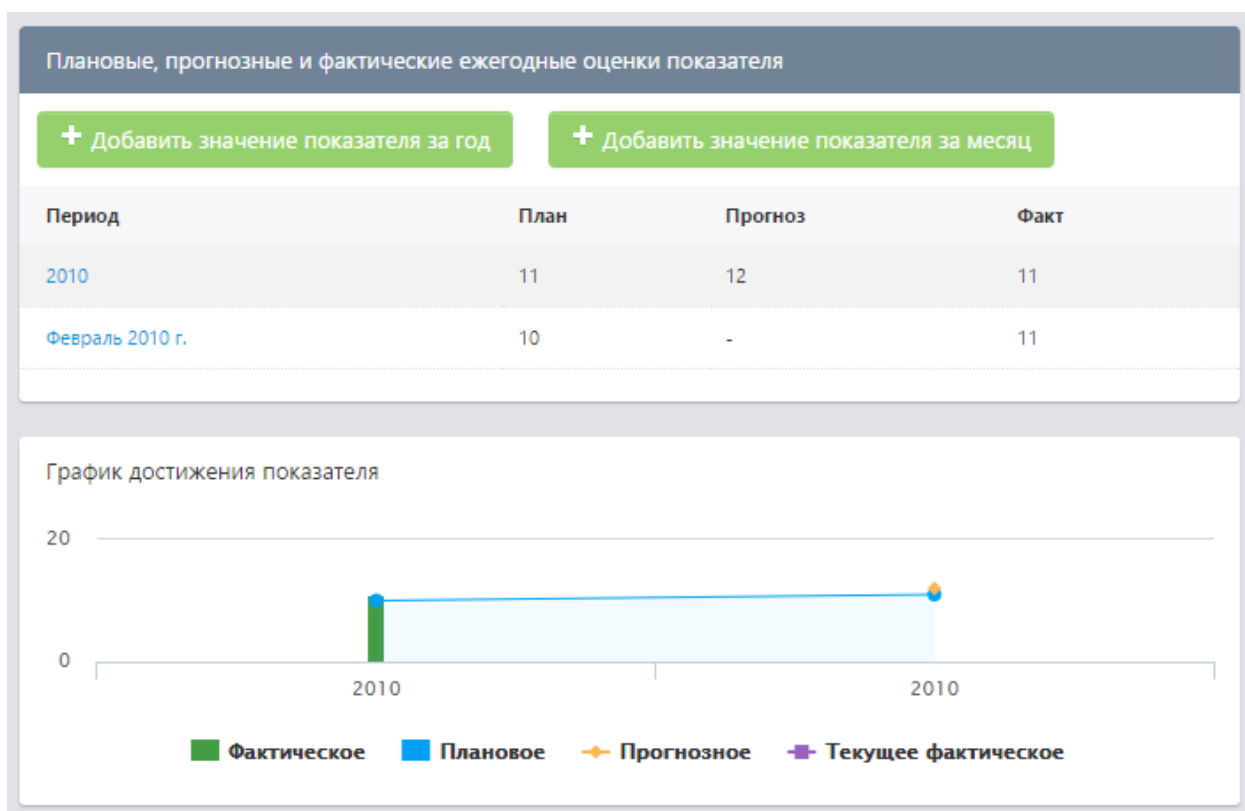 Плановые, прогнозные и фактические ежегодные оценки показателя
+ Добавить значение показателя за год + Добавить значение показателя за месяц
Период План Прогноз Факт
2010 11 12 11
Февраль 2010 г. 10 - 11
График достижения показателя
20
0
2010 2010
Фактическое Плановое Прогнозное Текущее фактическое